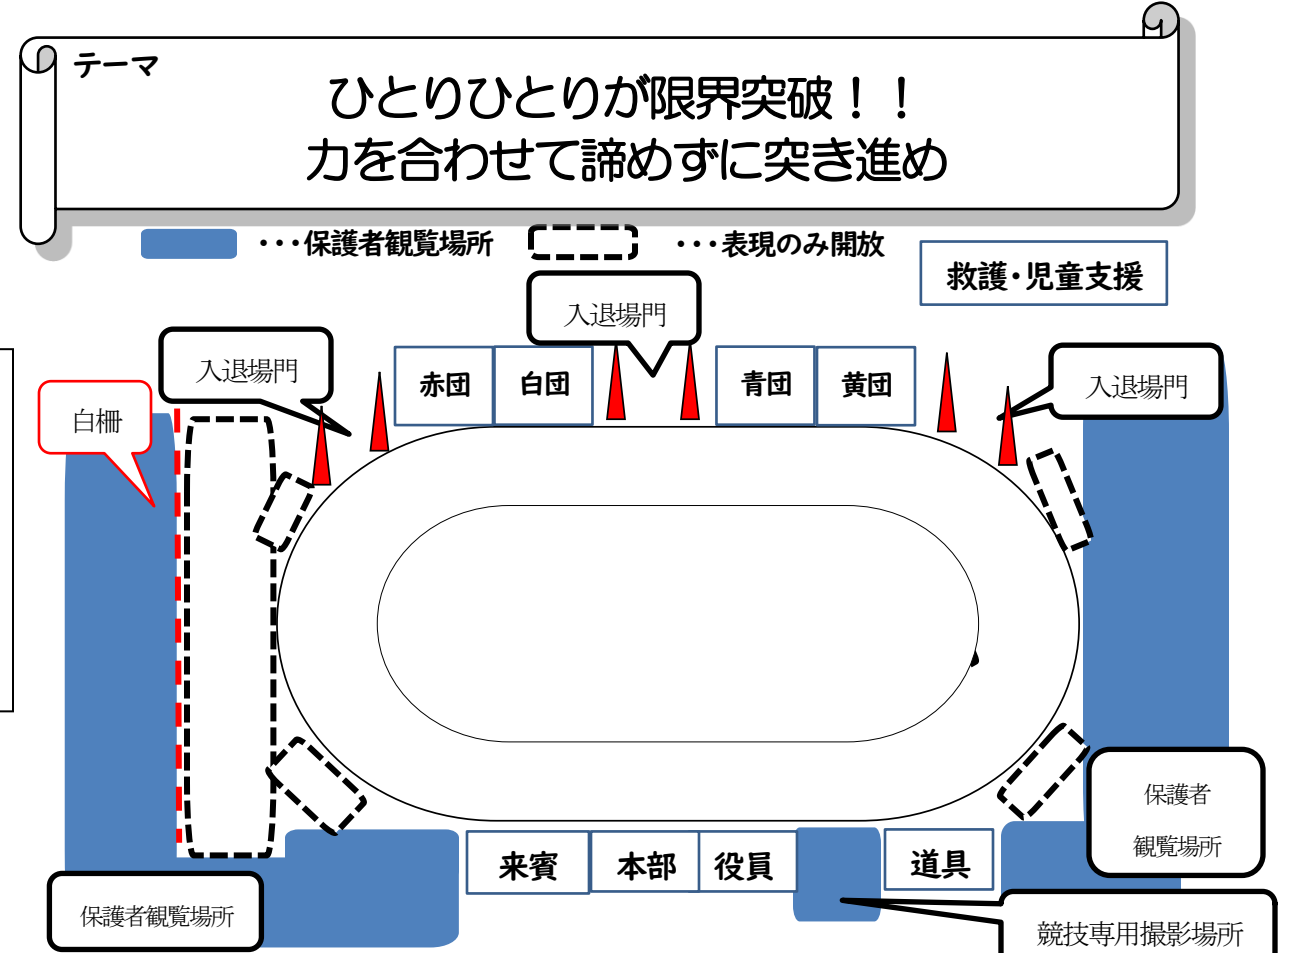 テーマ
ひとりひとりが限界突破！！
力を合わせて諦めずに突き進め
・・・保護者観覧場所
・・・表現のみ開放
救護・児童支援
入退場門
入退場門
入退場門
赤団
白団
青団
黄団
白柵
来賓
本部
役員
道具
保護者
観覧場所
保護者観覧場所
競技専用撮影場所